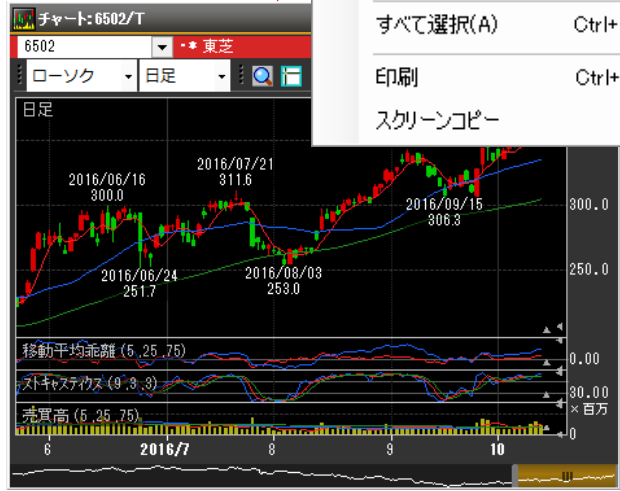 チャート:6502/T
すべて選択(A) Ctrl+
6502 東芝
ローソク 日足
印刷 Ctrl+
スクリーンコピー
日足
2016/07/21
311.6
2016/06/16
300.0
2016/09/15
306.3
300.0
2016/06/24
251.7
2016/08/03
253.0
250.0
移動平均乖離 (5 ,25 ,75)
0.00
ストキャスティクス (9 ,3 ,3)
30.00
売買高 (5 ,25 ,75)
×百万
0
6 2016/7 8 9 10